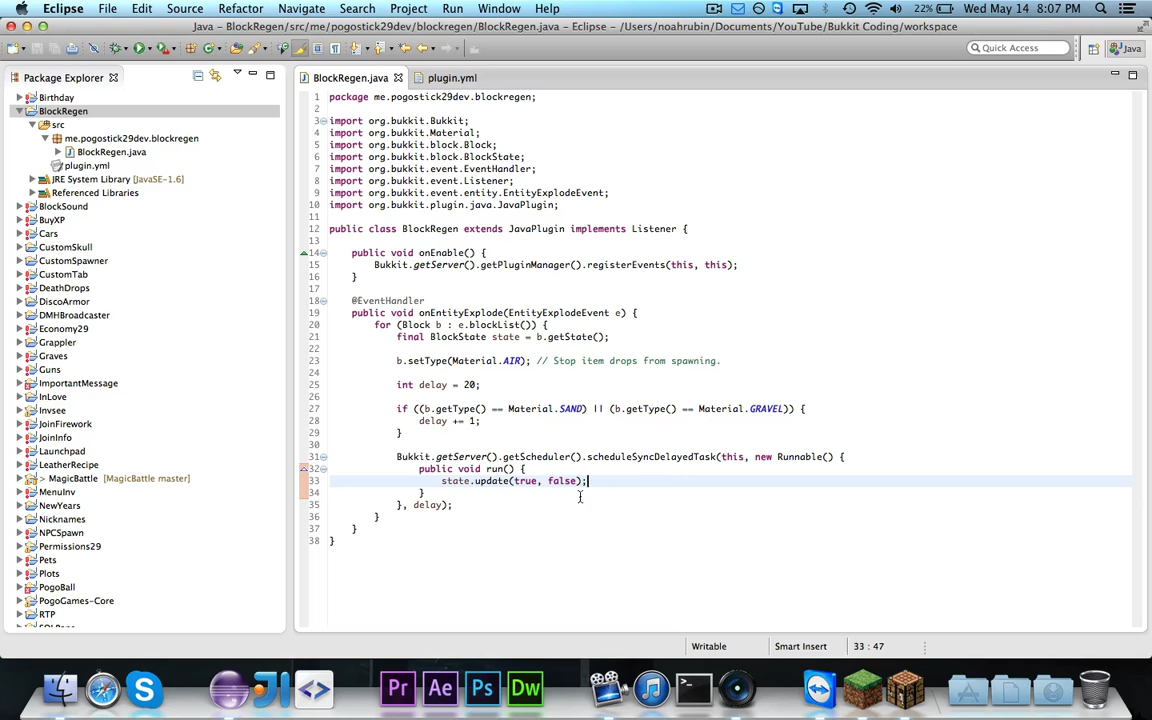 Eclipse File Edit Source Refactor Navigate Search Project Run Window Help 22% Wed May 14 8:07 PM
Java – BlockRegen/src/me/pogostick29dev/blockregen/BlockRegen.java – Eclipse – /Users/noahrubin/Documents/YouTube/Bukkit Coding/workspace
Quick Access Java
Package Explorer
Birthday
BlockRegen
src
me.pogostick29dev.blockregen
BlockRegen.java
plugin.yml
JRE System Library [JavaSE-1.6]
Referenced Libraries
BlockSound
BuyXP
Cars
CustomSkull
CustomSpawner
CustomTab
DeathDrops
DiscoArmor
DMHBroadcaster
Economy29
Grappler
Graves
Guns
ImportantMessage
InLove
Invsee
JoinFirework
JoinInfo
Launchpad
LeatherRecipe
> MagicBattle [MagicBattle master]
MenuInv
NewYears
Nicknames
NPCSpawn
Permissions29
Pets
Plots
PogoBall
PogoGames-Core
RTP
BlockRegen.java plugin.yml
1 package me.pogostick29dev.blockregen;
2
3 import org.bukkit.Bukkit;
4 import org.bukkit.Material;
5 import org.bukkit.block.Block;
6 import org.bukkit.block.BlockState;
7 import org.bukkit.event.EventHandler;
8 import org.bukkit.event.Listener;
9 import org.bukkit.event.entity.EntityExplodeEvent;
10 import org.bukkit.plugin.java.JavaPlugin;
11
12 public class BlockRegen extends JavaPlugin implements Listener {
13
14 public void onEnable() {
15 Bukkit.getServer().getPluginManager().registerEvents(this, this);
16 }
17
18 @EventHandler
19 public void onEntityExplode(EntityExplodeEvent e) {
20 for (Block b : e.blockList()) {
21 final BlockState state = b.getState();
22
23 b.setType(Material.AIR); // Stop item drops from spawning.
24
25 int delay = 20;
26
27 if ((b.getType() == Material.SAND) || (b.getType() == Material.GRAVEL)) {
28 delay += 1;
29 }
30
31 Bukkit.getServer().getScheduler().scheduleSyncDelayedTask(this, new Runnable() {
32 public void run() {
33 state.update(true, false);
34 }
35 }, delay);
36 }
37 }
38 }
Writable Smart Insert 33 : 47
Pr Ae Ps Dw